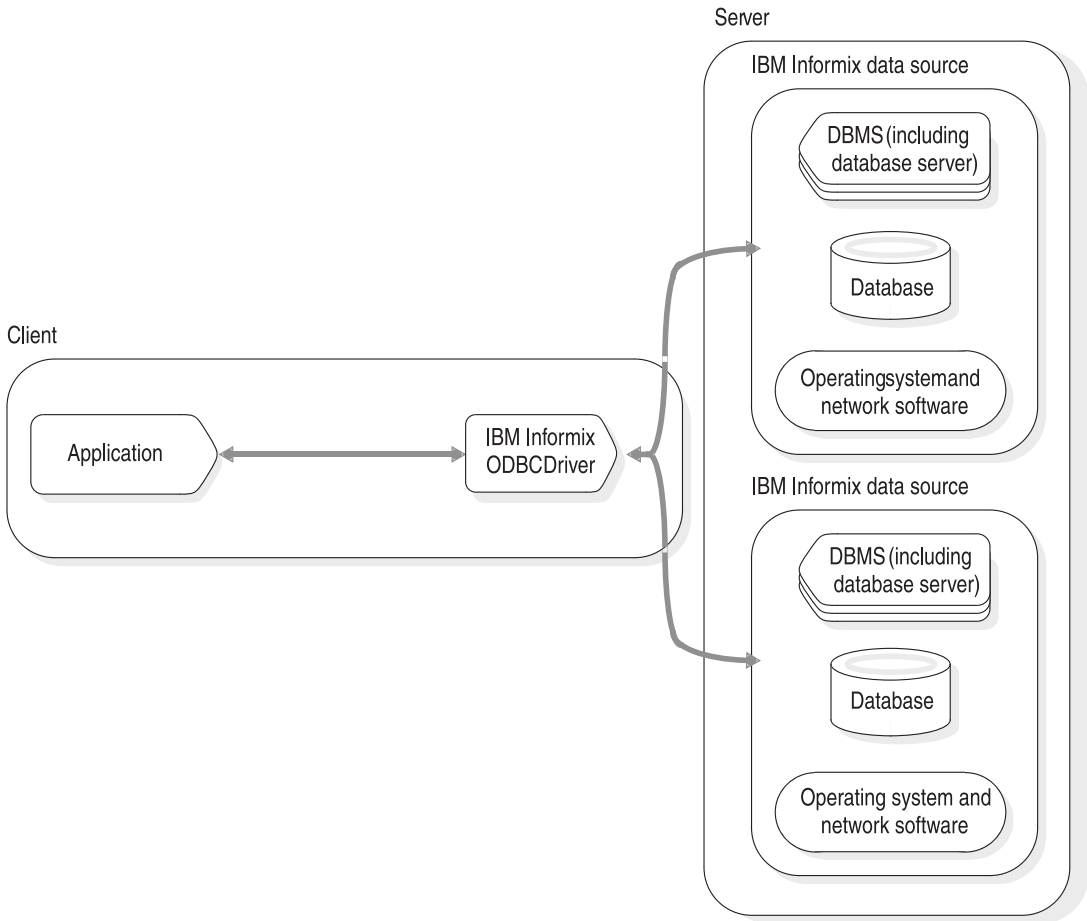 Server
IBM Informix data source
DBMS (including
database server)
Database
Operatingsystemand
network software
Client
Application
IBM Informix
ODBCDriver
IBM Informix data source
DBMS (including
database server)
Database
Operating system and
network software